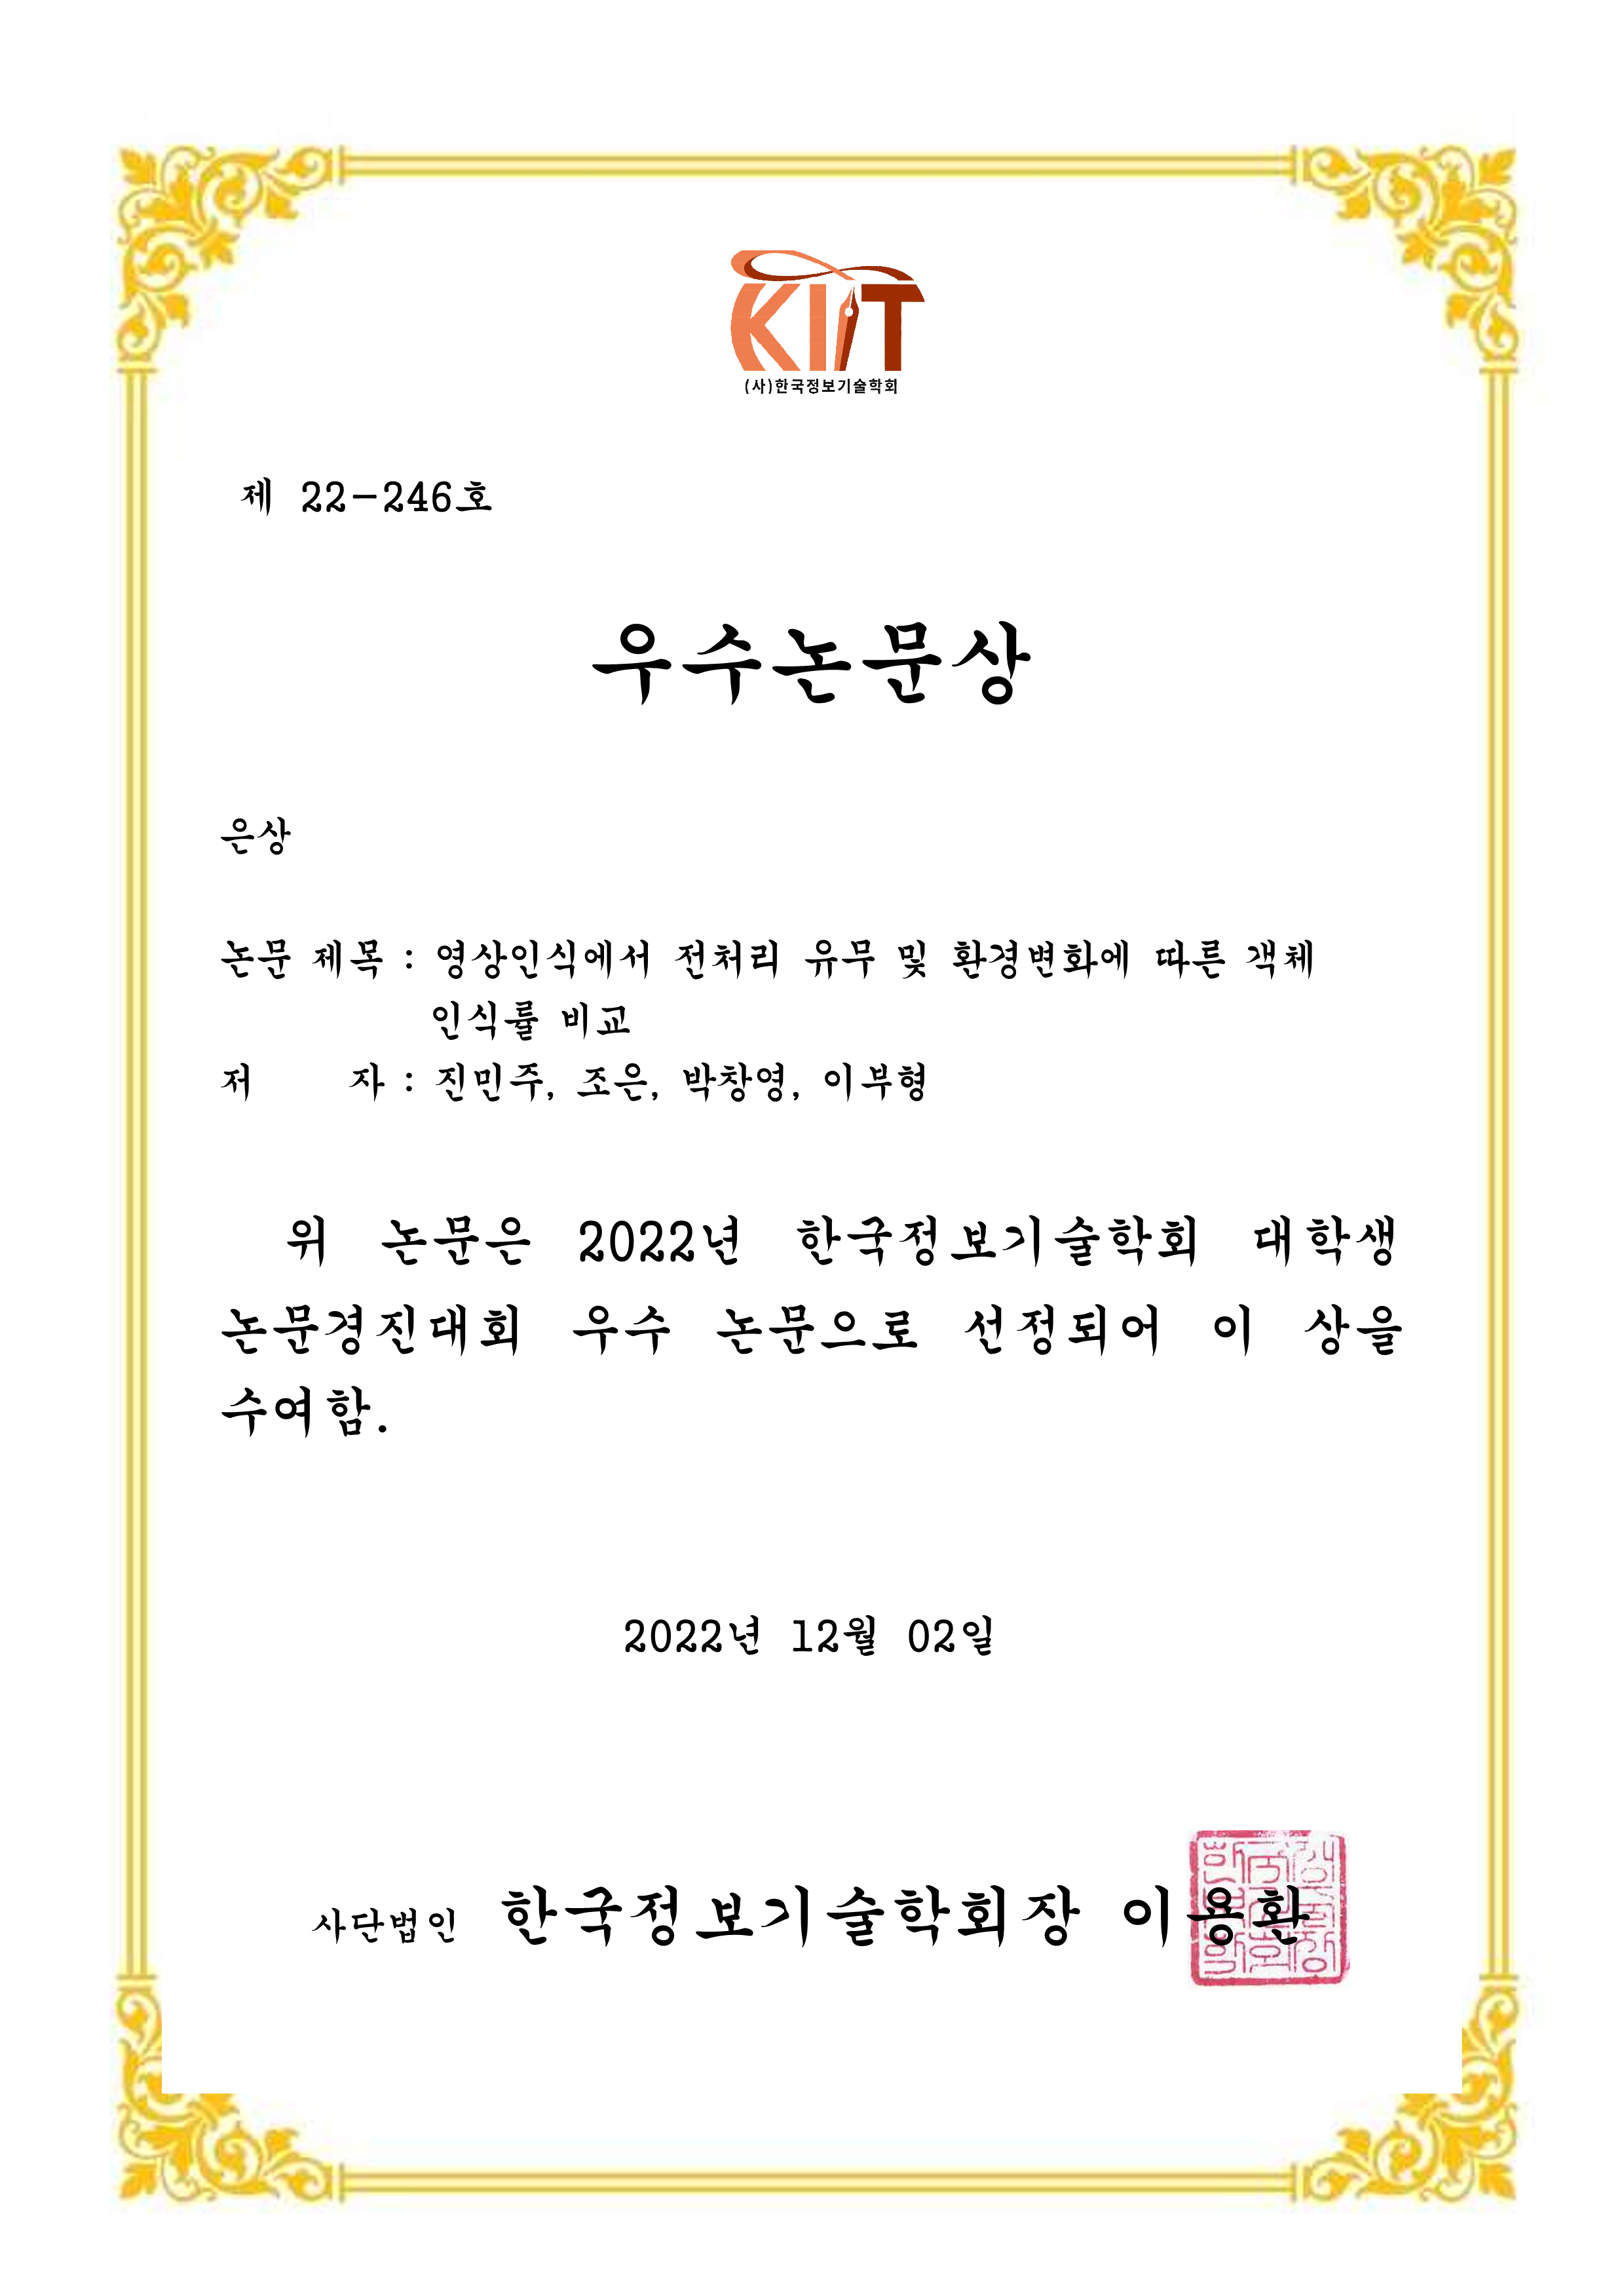 KIIT
(사)한국정보기술학회
제 22-246호
우수논문상
은상
논문 제목 : 영상인식에서 전처리 유무 및 환경변화에 따른 객체
인식률 비교
저 자 : 진민주, 조은, 박창영, 이부형
위 논문은 2022년 한국정보기술학회 대학생
논문경진대회 우수 논문으로 선정되어 이 상을
수여함.
2022년 12월 02일
사단법인 한국정보기술학회장 이용환